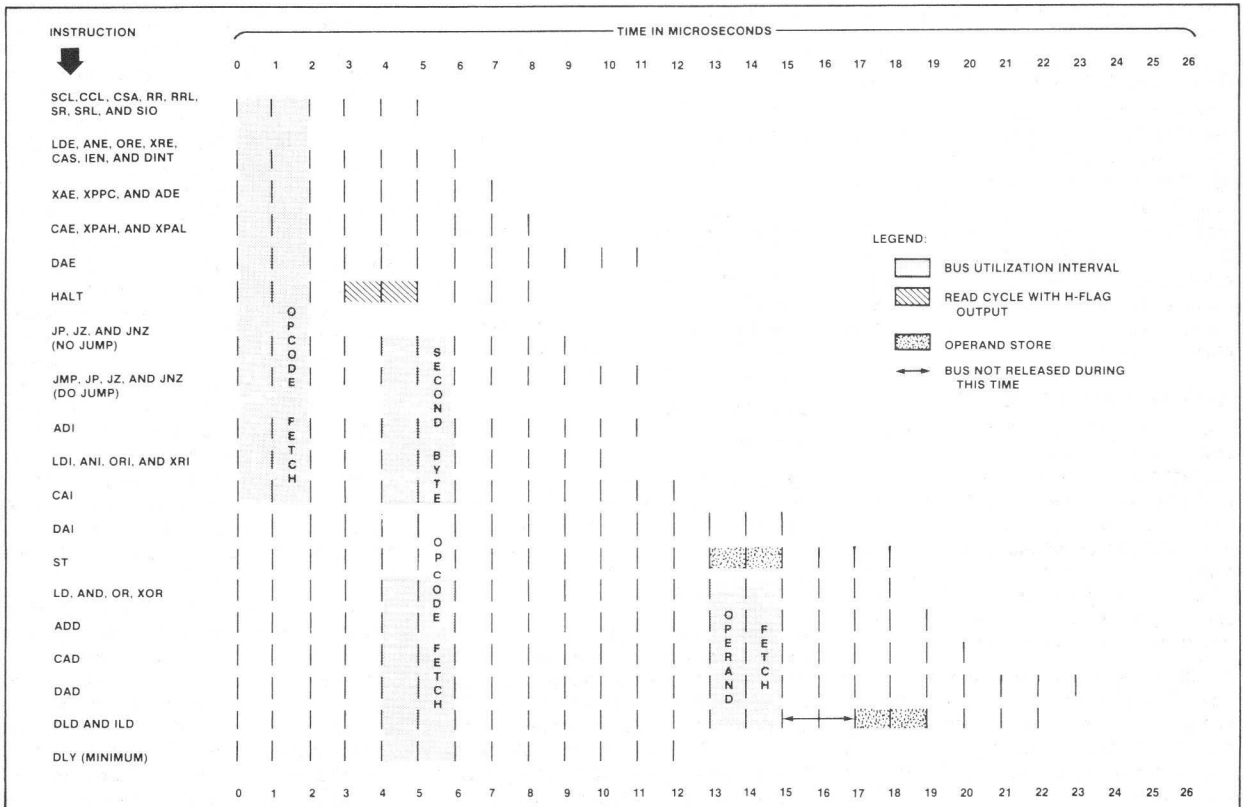 INSTRUCTION
TIME IN MICROSECONDS
0 1 2 3 4 5 6 7 8 9 10 11 12 13 14 15 16 17 18 19 20 21 22 23 24 25 26
SCL,CCL, CSA, RR, RRL,
SR, SRL, AND SIO
LDE, ANE, ORE, XRE,
CAS, IEN, AND DINT
XAE, XPPC, AND ADE
CAE, XPAH, AND XPAL
DAE
HALT
JP, JZ, AND JNZ
(NO JUMP)
JMP, JP, JZ, AND JNZ
(DO JUMP)
ADI
LDI, ANI, ORI, AND XRI
CAI
DAI
ST
LD, AND, OR, XOR
ADD
CAD
DAD
DLD AND ILD
DLY (MINIMUM)
OPCODE FETCH
SECOND BYTE
OP CODE FETCH
OPERAND
FETCH
LEGEND:
BUS UTILIZATION INTERVAL
READ CYCLE WITH H-FLAG
OUTPUT
OPERAND STORE
BUS NOT RELEASED DURING
THIS TIME
0 1 2 3 4 5 6 7 8 9 10 11 12 13 14 15 16 17 18 19 20 21 22 23 24 25 26